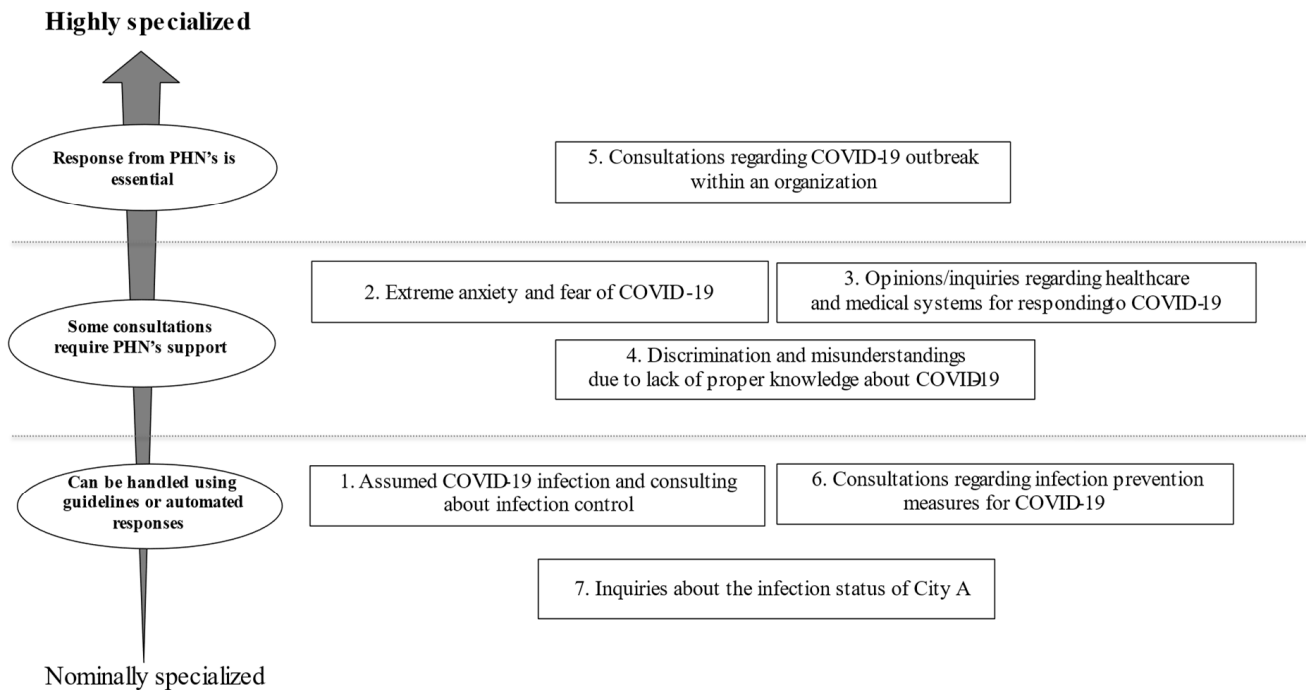 Highly specialized
Response from PHN's is
essential
5. Consultations regarding COVID-19 outbreak
within an organization
2. Extreme anxiety and fear of COVID-19
3. Opinions/inquiries regarding healthcare
and medical systems for responding to COVID-19
Some consultations
require PHN's support
4. Discrimination and misunderstandings
due to lack of proper knowledge about COVID-19
Can be handled using
guidelines or automated
responses
1. Assumed COVID-19 infection and consulting
about infection control
6. Consultations regarding infection prevention
measures for COVID-19
7. Inquiries about the infection status of City A
Nominally specialized